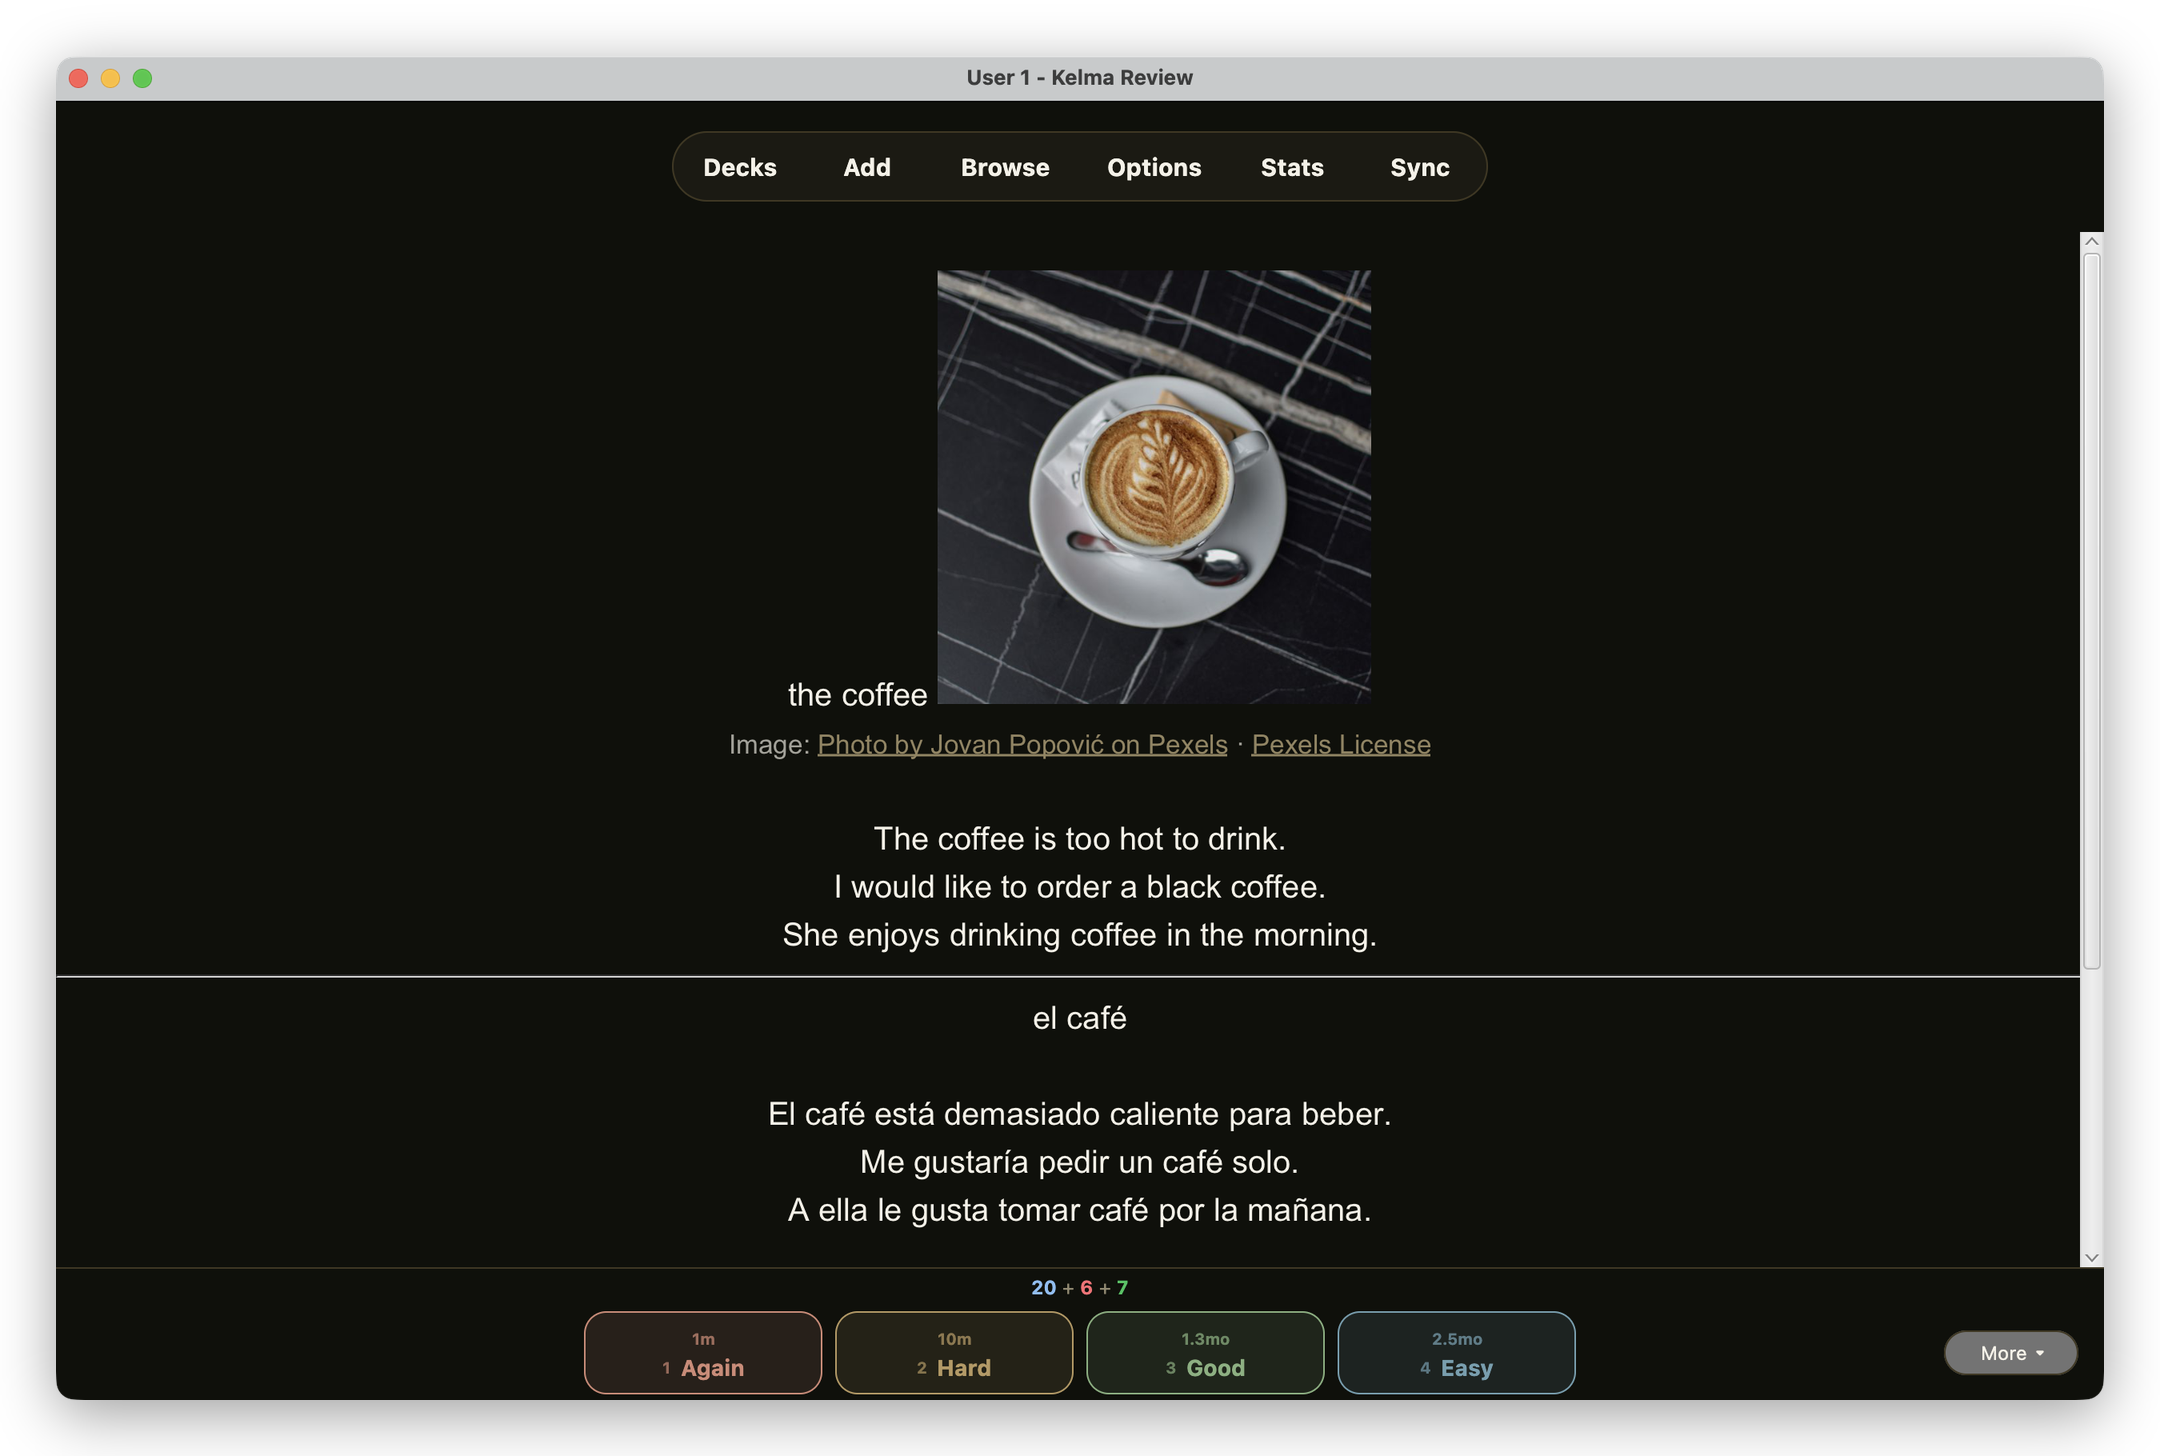 User 1 - Kelma Review
Decks Add Browse Options Stats Sync
the coffee
Image: Photo by Jovan Popović on Pexels · Pexels License
The coffee is too hot to drink.
I would like to order a black coffee.
She enjoys drinking coffee in the morning.
el café
El café está demasiado caliente para beber.
Me gustaría pedir un café solo.
A ella le gusta tomar café por la mañana.
20 + 6 + 7
1m 10m 1.3mo 2.5mo
1 Again 2 Hard 3 Good 4 Easy
More